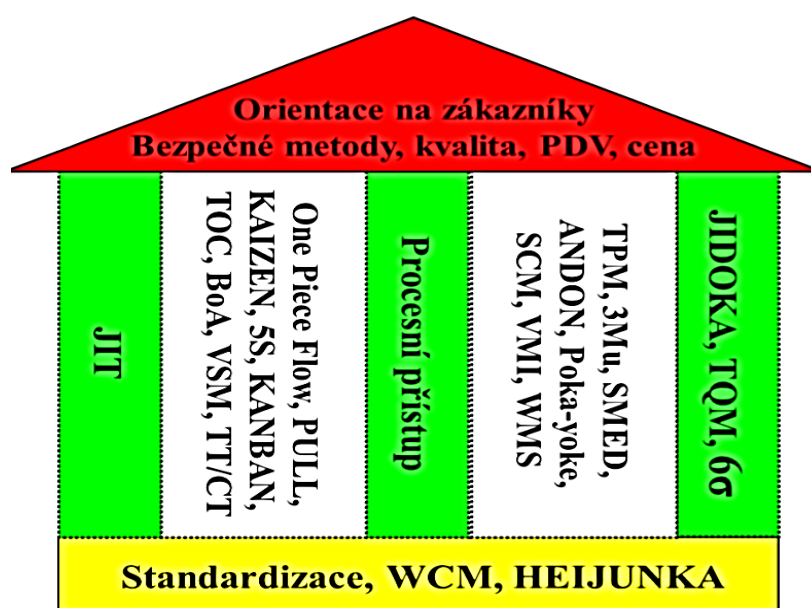 Orientace na zákazníky
Bezpečné metody, kvalita, PDV, cena
JIT
One Piece Flow, PULL,
KAIZEN, 5S, KANBAN,
TOC, BoA, VSM, TT/CT
Procesní přístup
TPM, 3Mu, SMED,
ANDON, Poka-yoke,
SCM, VMI, WMS
JIDOKA, TQM, 6σ
Standardizace, WCM, HEIJUNKA